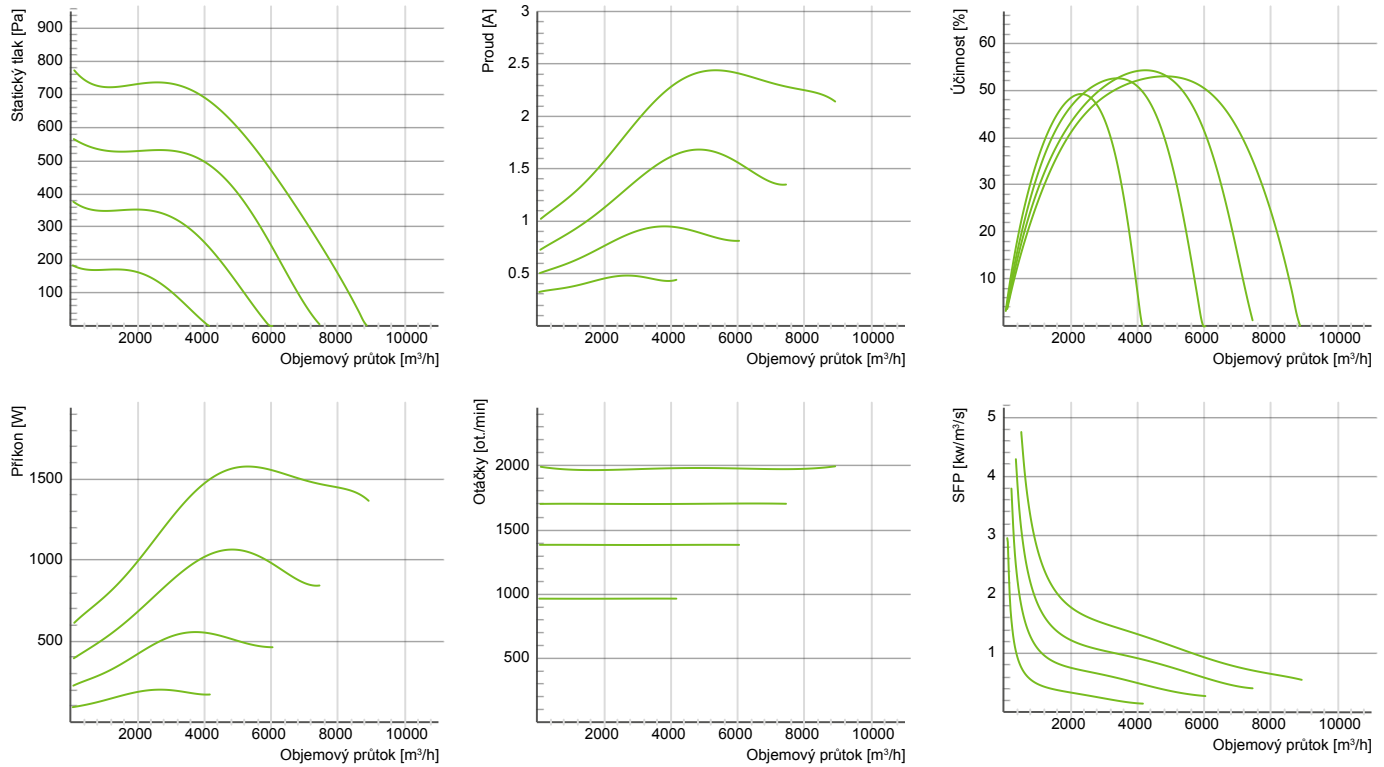 Statický tlak [Pa]
900
800
700
600
500
400
300
200
100
2000 4000 6000 8000 10000
Objemový průtok [m³/h]
Proud [A]
3
2.5
2
1.5
1
0.5
2000 4000 6000 8000 10000
Objemový průtok [m³/h]
Účinnost [%]
60
50
40
30
20
10
2000 4000 6000 8000 10000
Objemový průtok [m³/h]
Příkon [W]
1500
1000
500
2000 4000 6000 8000 10000
Objemový průtok [m³/h]
Otáčky [ot./min]
2000
1500
1000
500
2000 4000 6000 8000 10000
Objemový průtok [m³/h]
SFP [kw/m³/s]
5
4
3
2
1
2000 4000 6000 8000 10000
Objemový průtok [m³/h]